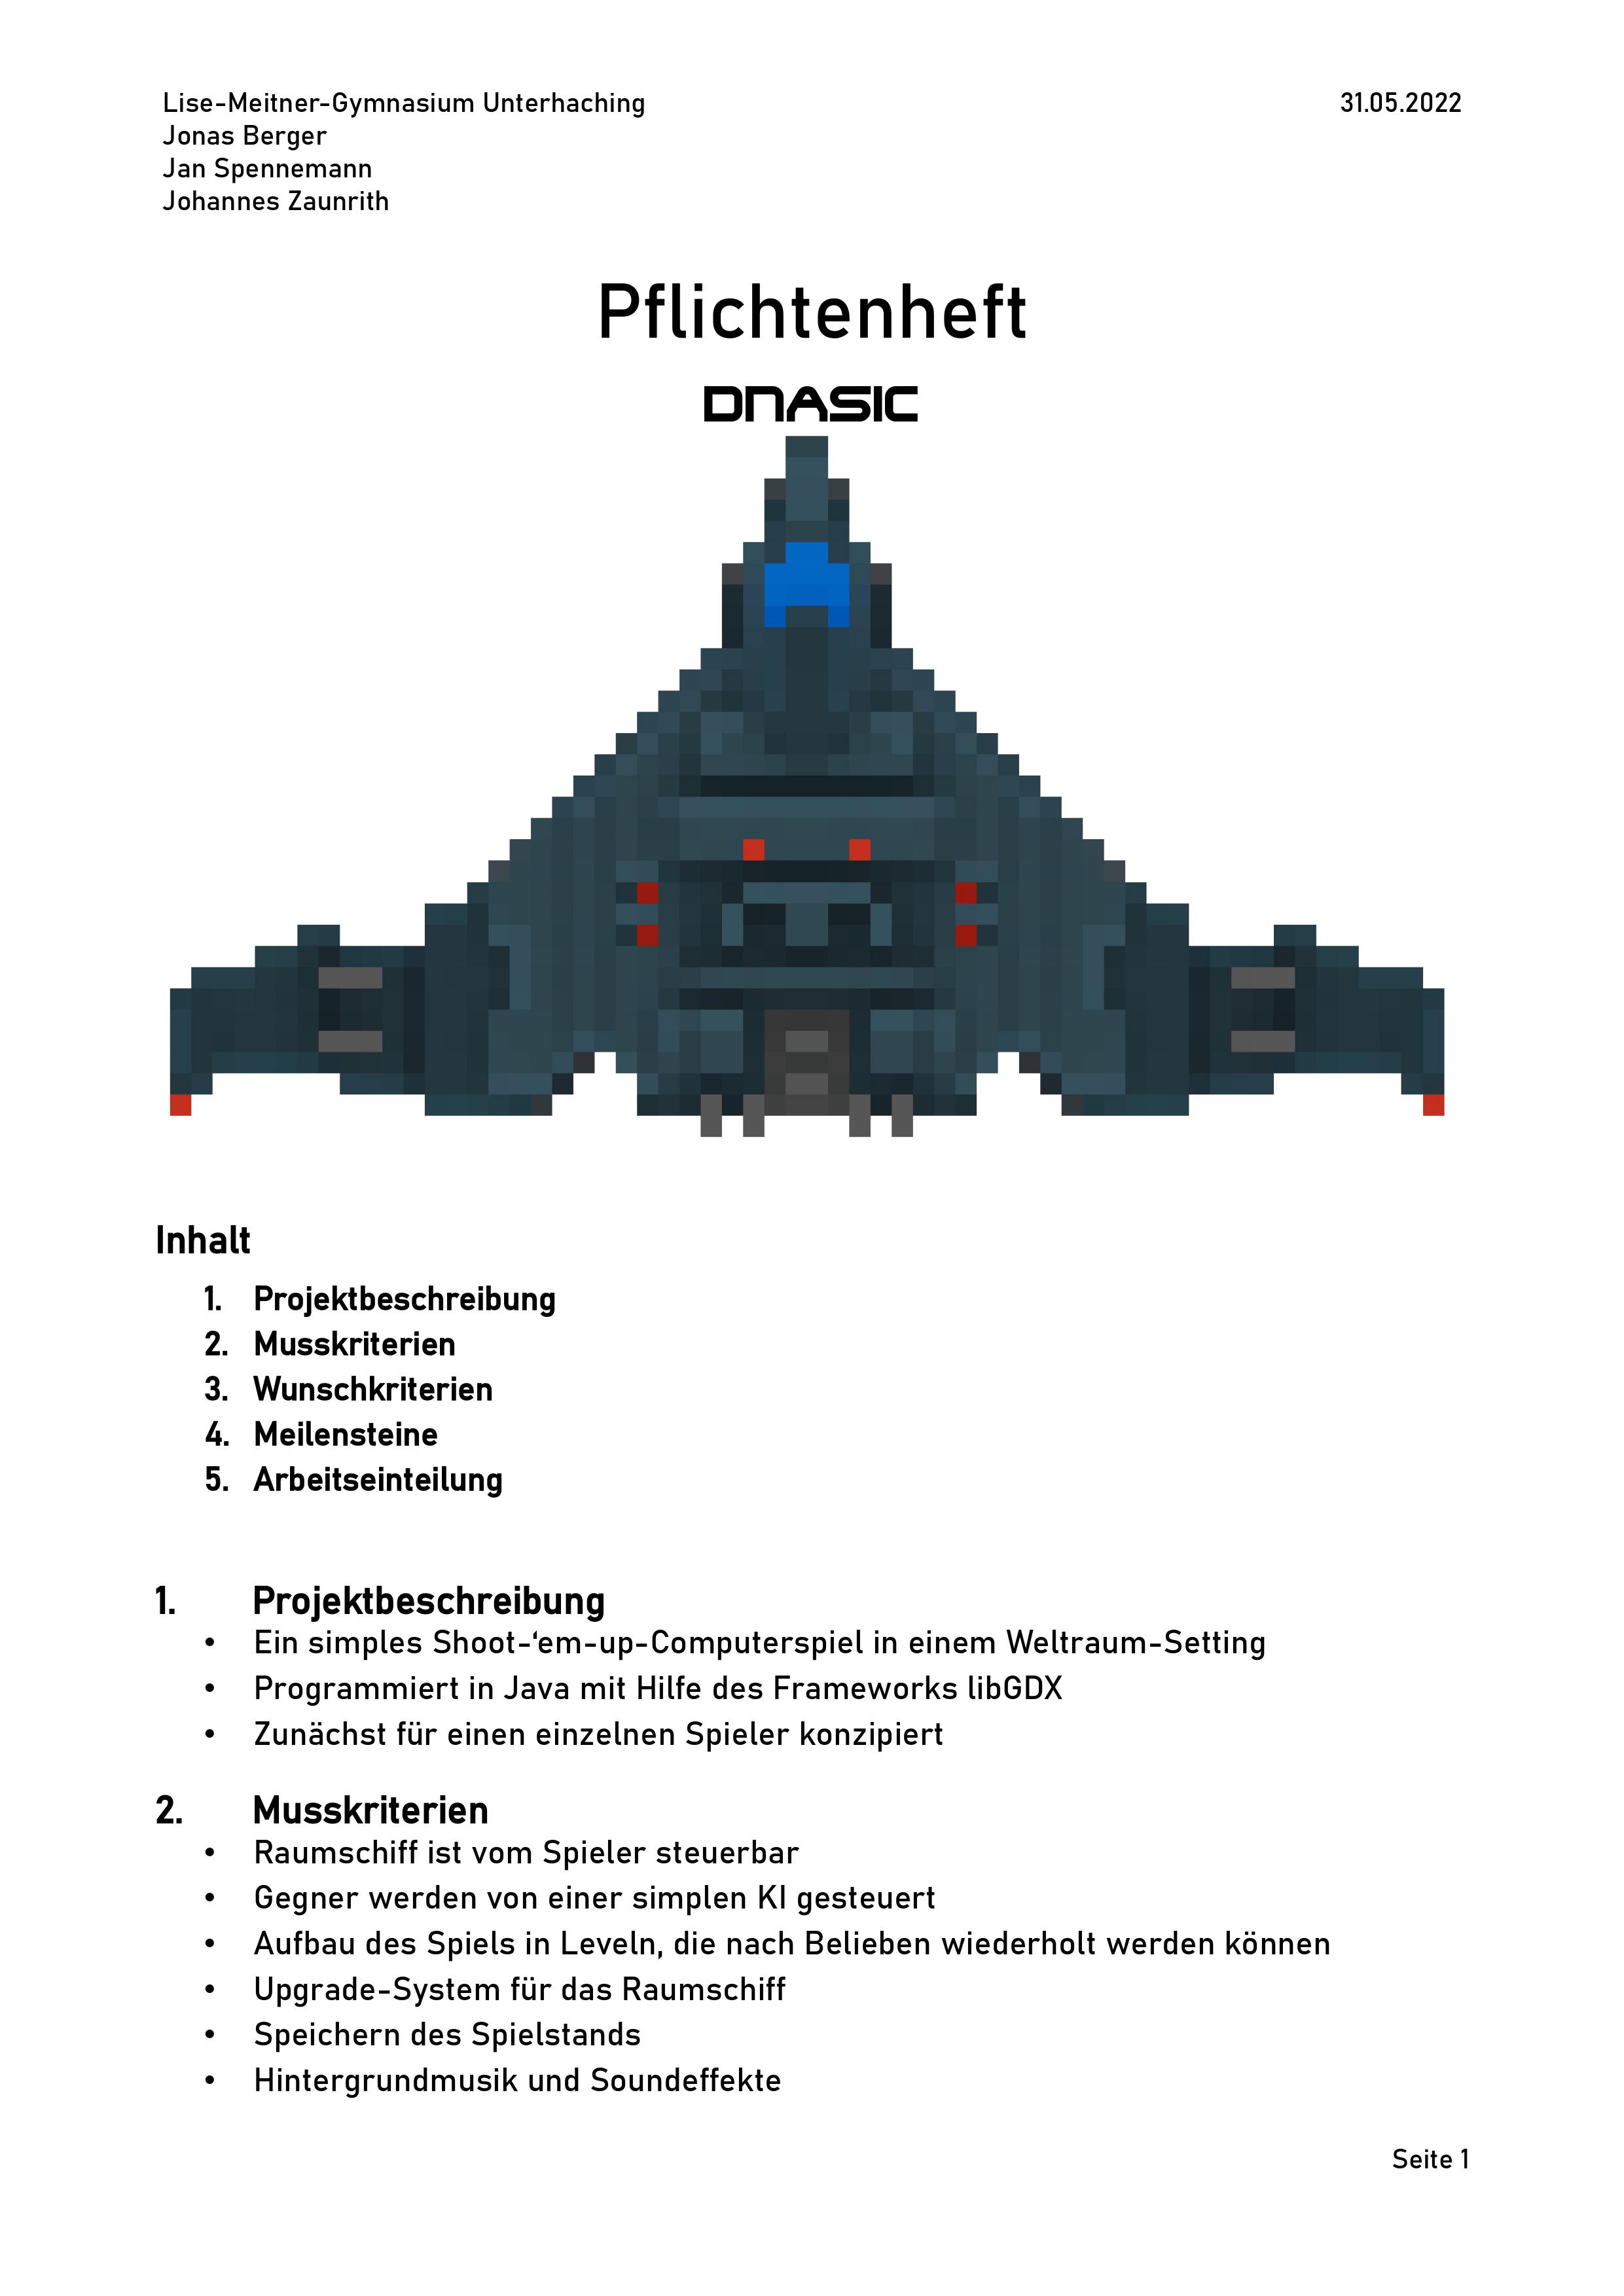 Lise-Meitner-Gymnasium Unterhaching 31.05.2022
Jonas Berger
Jan Spennemann
Johannes Zaunrith
Pflichtenheft
DNASIC
Inhalt
1. Projektbeschreibung
2. Musskriterien
3. Wunschkriterien
4. Meilensteine
5. Arbeitseinteilung
1. Projektbeschreibung
• Ein simples Shoot-‘em-up-Computerspiel in einem Weltraum-Setting
• Programmiert in Java mit Hilfe des Frameworks libGDX
• Zunächst für einen einzelnen Spieler konzipiert
2. Musskriterien
• Raumschiff ist vom Spieler steuerbar
• Gegner werden von einer simplen KI gesteuert
• Aufbau des Spiels in Leveln, die nach Belieben wiederholt werden können
• Upgrade-System für das Raumschiff
• Speichern des Spielstands
• Hintergrundmusik und Soundeffekte
Seite 1